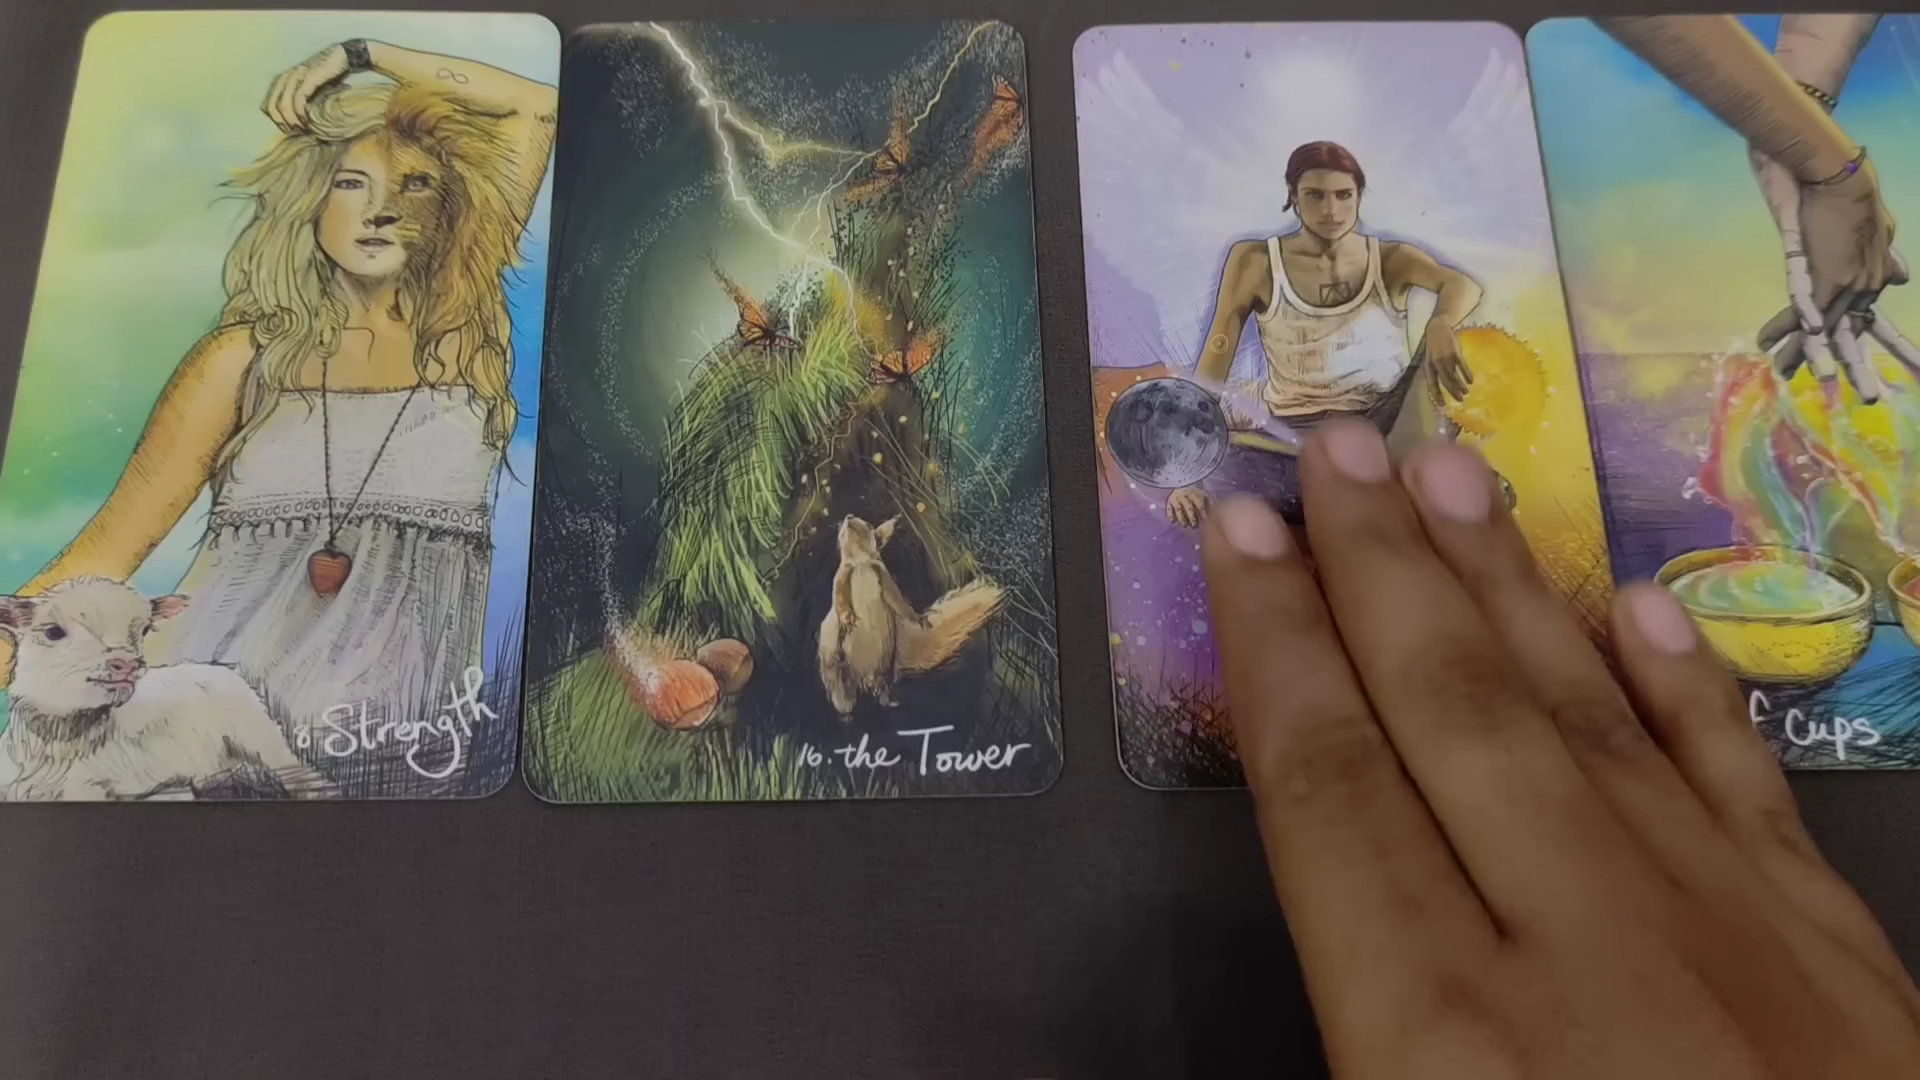 8 Strength
16. the Tower
Cups